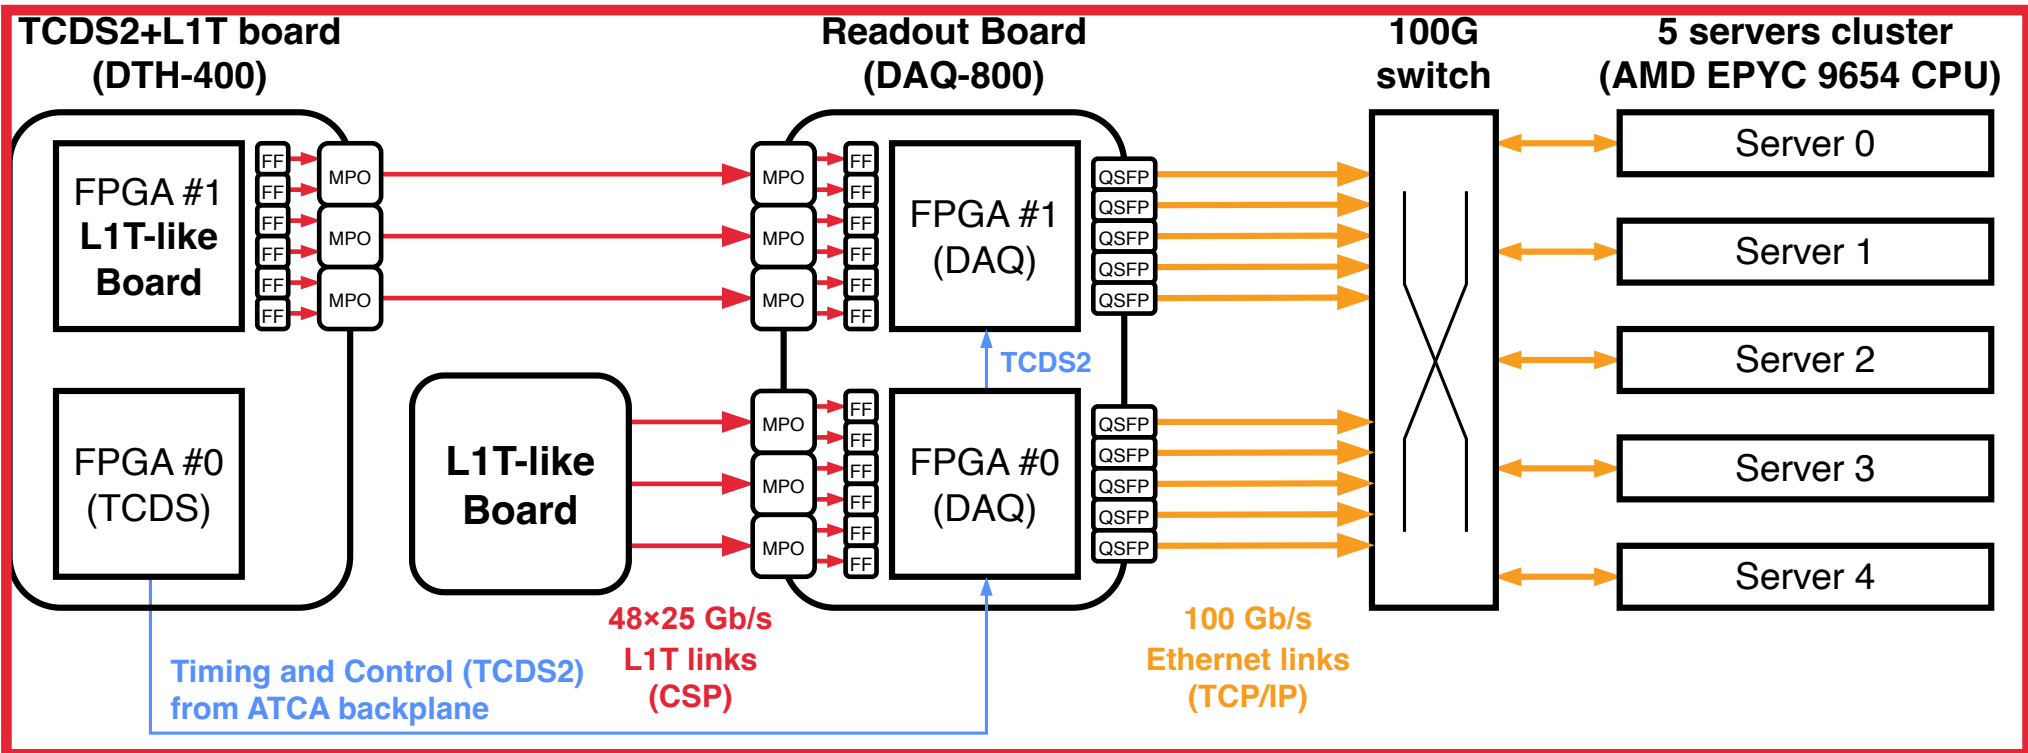 TCDS2+L1T board
(DTH-400)
Readout Board
(DAQ-800)
100G
switch
5 servers cluster
(AMD EPYC 9654 CPU)
FPGA #1
L1T-like
Board
FF
FF
FF
FF
FF
FF
MPO
MPO
MPO
MPO
MPO
MPO
FF
FF
FF
FF
FF
FF
FPGA #1
(DAQ)
QSFP
QSFP
QSFP
QSFP
QSFP
TCDS2
FPGA #0
(TCDS)
L1T-like
Board
MPO
MPO
MPO
FF
FF
FF
FF
FF
FF
FPGA #0
(DAQ)
QSFP
QSFP
QSFP
QSFP
QSFP
Server 0
Server 1
Server 2
Server 3
Server 4
Timing and Control (TCDS2)
from ATCA backplane
48×25 Gb/s
L1T links
(CSP)
100 Gb/s
Ethernet links
(TCP/IP)